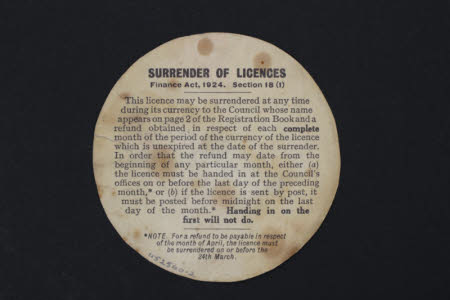 SURRENDER OF LICENCES
Finance Act, 1924. Section 18 (1)
This licence may be surrendered at any time
during its currency to the Council whose name
appears on page 2 of the Registration Book and a
refund obtained in respect of each complete
month of the period of the currency of the licence
which is unexpired at the date of the surrender.
In order that the refund may date from the
beginning of any particular month, either (a)
the licence must be handed in at the Council's
offices on or before the last day of the preceding
month,* or (b) if the licence is sent by post, it
must be posted before midnight on the last
day of the month.* Handing in on the
first will not do.
*NOTE. For a refund to be payable in respect
of the month of April, the licence must
be surrendered on or before the
24th March.